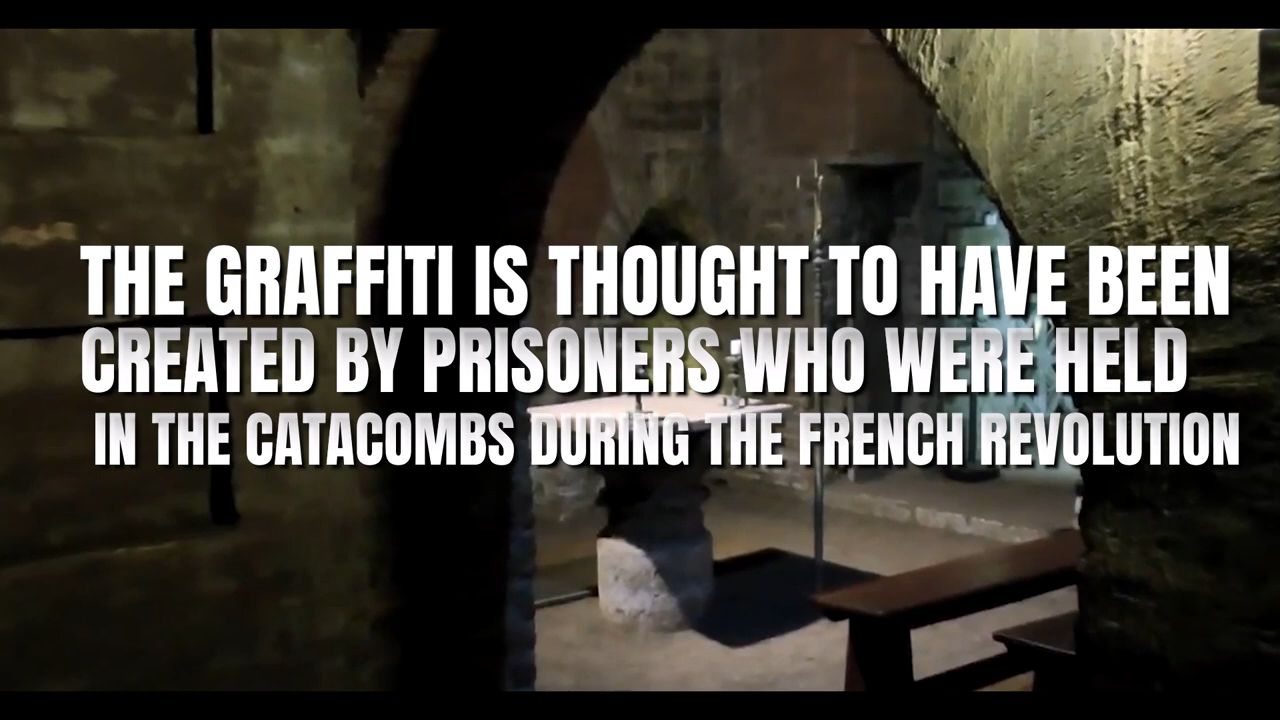 THE GRAFFITI IS THOUGHT TO HAVE BEEN
CREATED BY PRISONERS WHO WERE HELD
IN THE CATACOMBS DURING THE FRENCH REVOLUTION